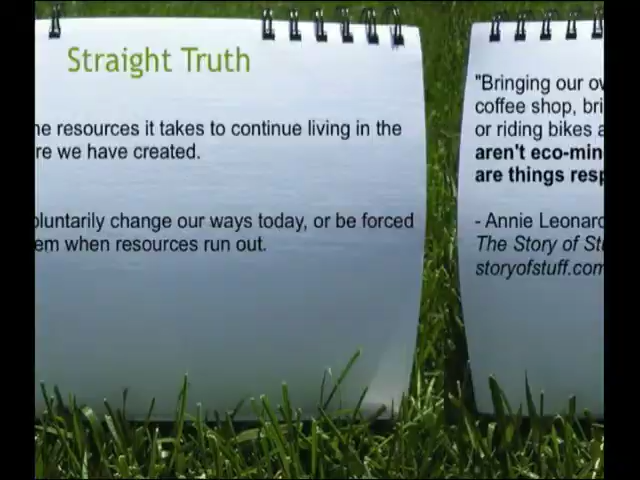 Straight Truth
he resources it takes to continue living in the
re we have created.
oluntarily change our ways today, or be forced
em when resources run out.
"Bringing our ow
coffee shop, bri
or riding bikes a
aren't eco-min
are things resp
- Annie Leonard
The Story of St
storyofstuff.com